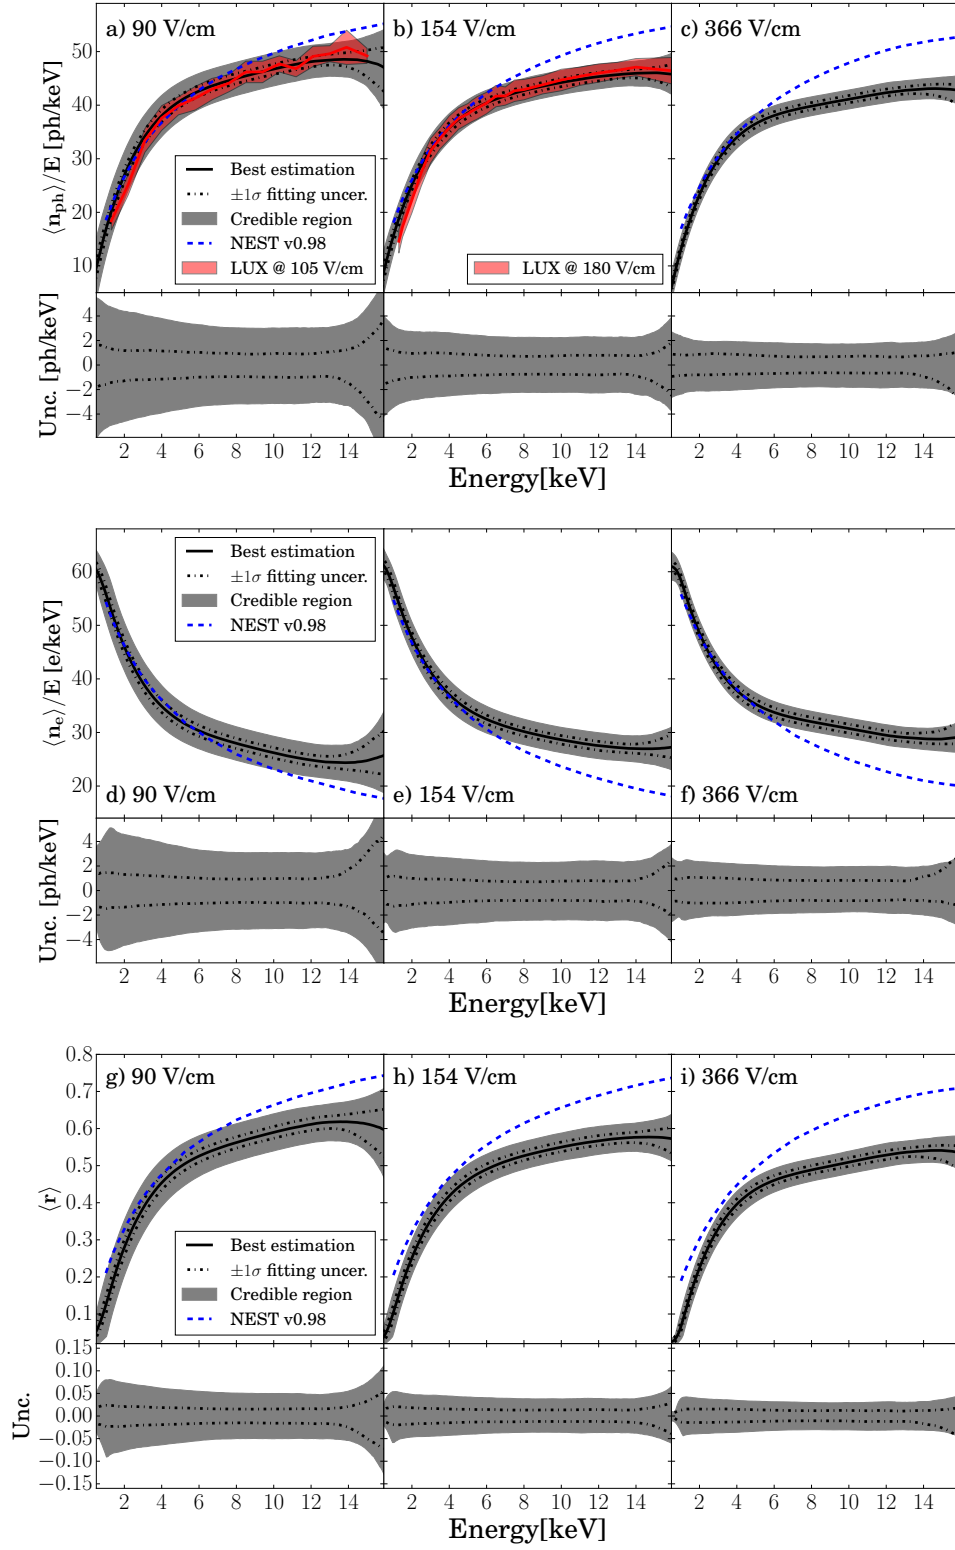 a) 90 V/cm
b) 154 V/cm
c) 366 V/cm
⟨n_ph⟩/E [ph/keV]
50
40
30
20
10
Best estimation
±1σ fitting uncer.
Credible region
NEST v0.98
LUX @ 105 V/cm
LUX @ 180 V/cm
Unc. [ph/keV]
4
2
0
−2
−4
2 4 6 8 10 12 14 2 4 6 8 10 12 14 2 4 6 8 10 12 14
Energy[keV]
⟨n_e⟩/E [e/keV]
60
50
40
30
20
Best estimation
±1σ fitting uncer.
Credible region
NEST v0.98
d) 90 V/cm
e) 154 V/cm
f) 366 V/cm
Unc. [ph/keV]
4
2
0
−2
−4
2 4 6 8 10 12 14 2 4 6 8 10 12 14 2 4 6 8 10 12 14
Energy[keV]
g) 90 V/cm
h) 154 V/cm
i) 366 V/cm
⟨r⟩
0.8
0.7
0.6
0.5
0.4
0.3
0.2
0.1
Best estimation
±1σ fitting uncer.
Credible region
NEST v0.98
Unc.
0.15
0.10
0.05
0.00
−0.05
−0.10
−0.15
2 4 6 8 10 12 14 2 4 6 8 10 12 14 2 4 6 8 10 12 14
Energy[keV]